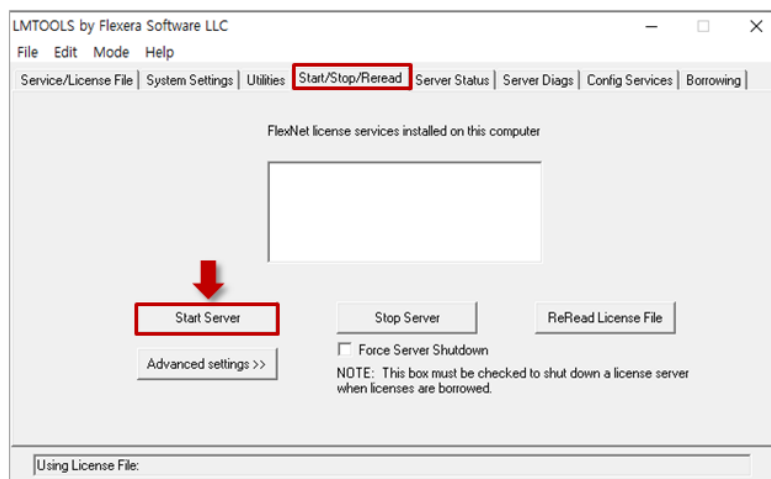 LMTOOLS by Flexera Software LLC
File Edit Mode Help
Service/License File System Settings Utilities Start/Stop/Reread Server Status Server Diags Config Services Borrowing
FlexNet license services installed on this computer
Start Server Stop Server ReRead License File
Advanced settings >> Force Server Shutdown
NOTE: This box must be checked to shut down a license server
when licenses are borrowed.
Using License File: